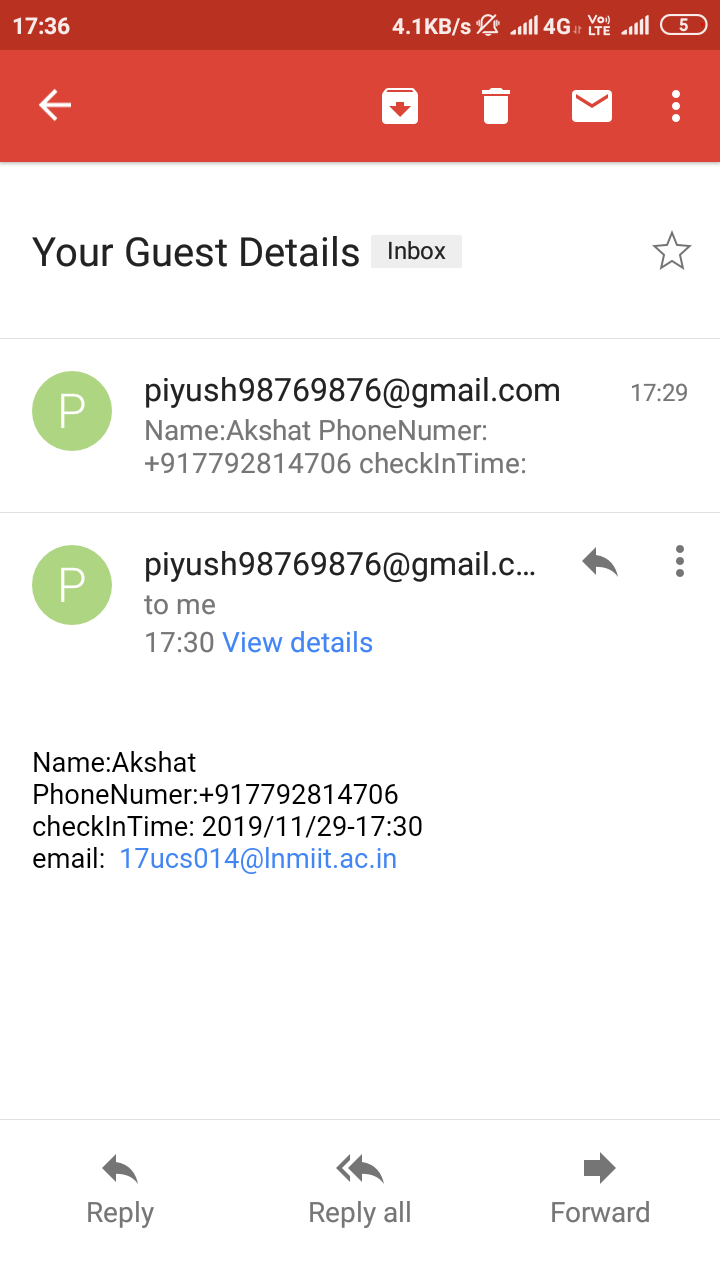 17:36 4.1KB/s 4G VoLTE 5
Your Guest Details Inbox
P
piyush98769876@gmail.com 17:29
Name:Akshat PhoneNumer:
+917792814706 checkInTime:
P
piyush98769876@gmail.c...
to me
17:30 View details
Name:Akshat
PhoneNumer:+917792814706
checkInTime: 2019/11/29-17:30
email: 17ucs014@lnmiit.ac.in
Reply Reply all Forward